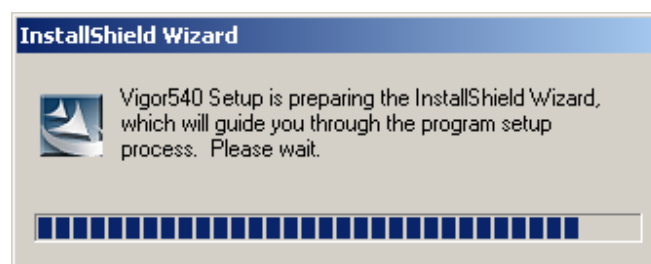 InstallShield Wizard
Vigor540 Setup is preparing the InstallShield Wizard,
which will guide you through the program setup
process.  Please wait.